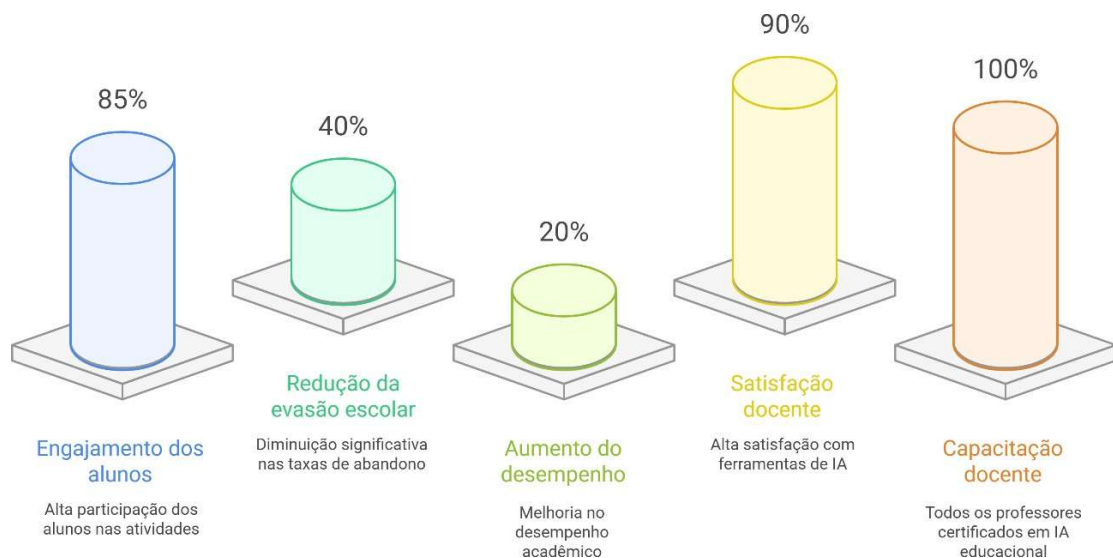 85%
Engajamento dos
alunos
Alta participação dos
alunos nas atividades
40%
Redução da
evasão escolar
Diminuição significativa
nas taxas de abandono
20%
Aumento do
desempenho
Melhoria no
desempenho
acadêmico
90%
Satisfação
docente
Alta satisfação com
ferramentas de IA
100%
Capacitação
docente
Todos os professores
certificados em IA
educacional